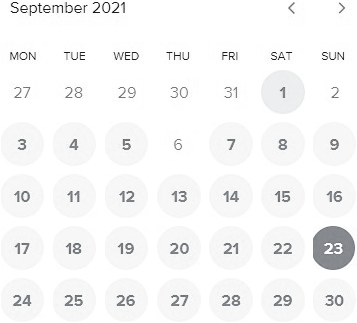 September 2021
MON TUE WED THU FRI SAT SUN
27 28 29 30 31 1 2
3 4 5 6 7 8 9
10 11 12 13 14 15 16
17 18 19 20 21 22 23
24 25 26 27 28 29 30